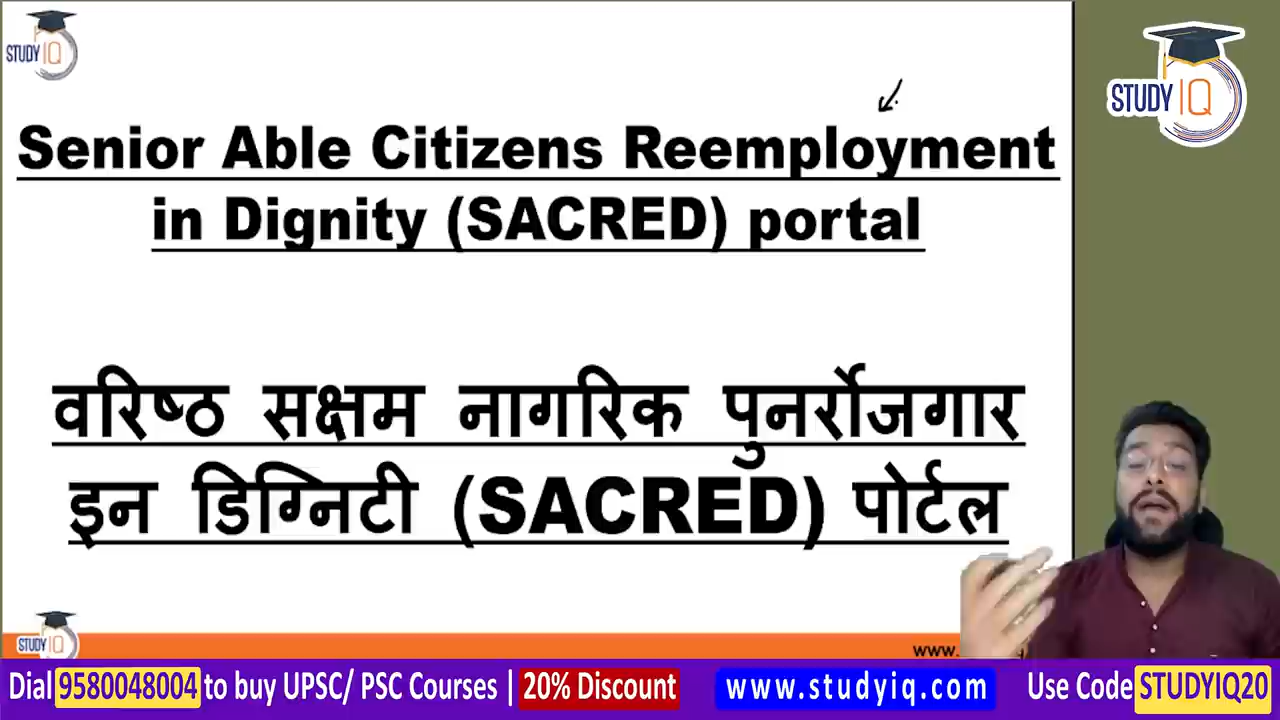 STUDY IQ
STUDY IQ
Senior Able Citizens Reemployment
in Dignity (SACRED) portal
वरिष्ठ सक्षम नागरिक पुनर्रोजगार
इन डिग्निटी (SACRED) पोर्टल
STUDY IQ
www.
Dial 9580048004 to buy UPSC/ PSC Courses | 20% Discount www.studyiq.com Use Code STUDYIQ20